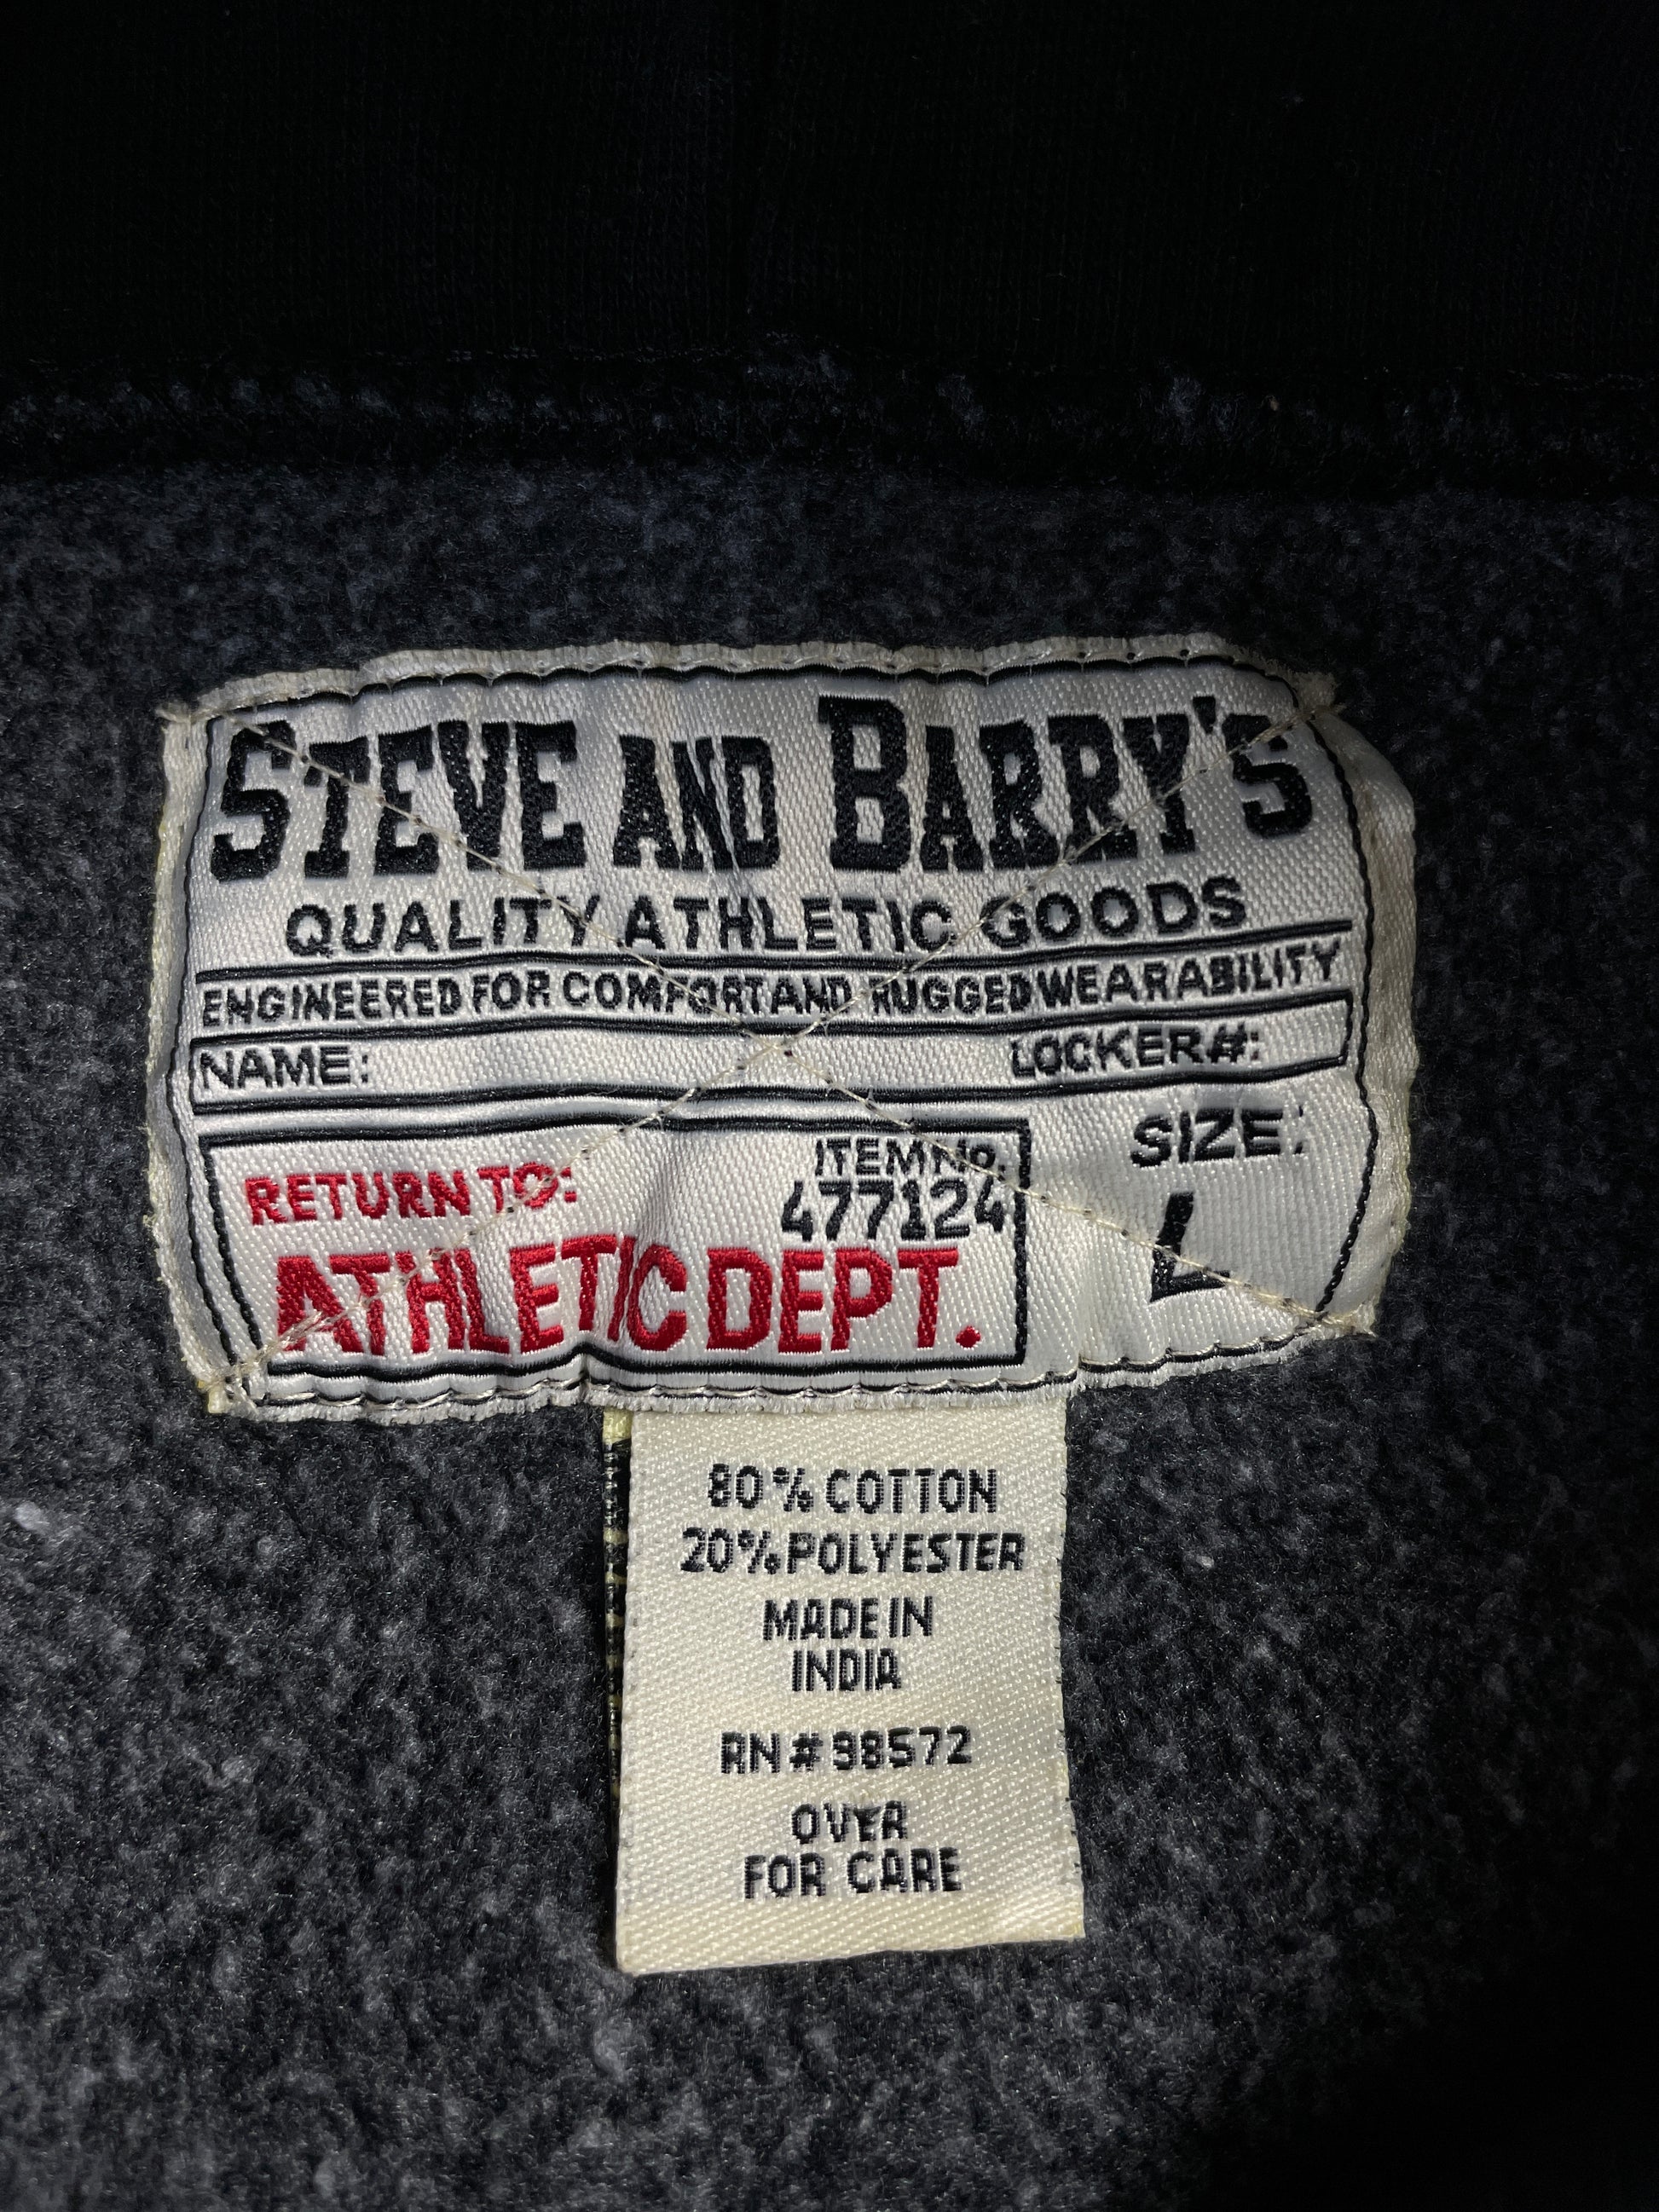 STEVE AND BARRY'S
QUALITY ATHLETIC GOODS
ENGINEERED FOR COMFORT AND RUGGED WEARABILITY
NAME: LOCKER#:
RETURN TO:
ITEM No.
477124
ATHLETIC DEPT.
SIZE:
L
80% COTTON
20% POLYESTER
MADE IN
INDIA
RN # 98572
OVER
FOR CARE